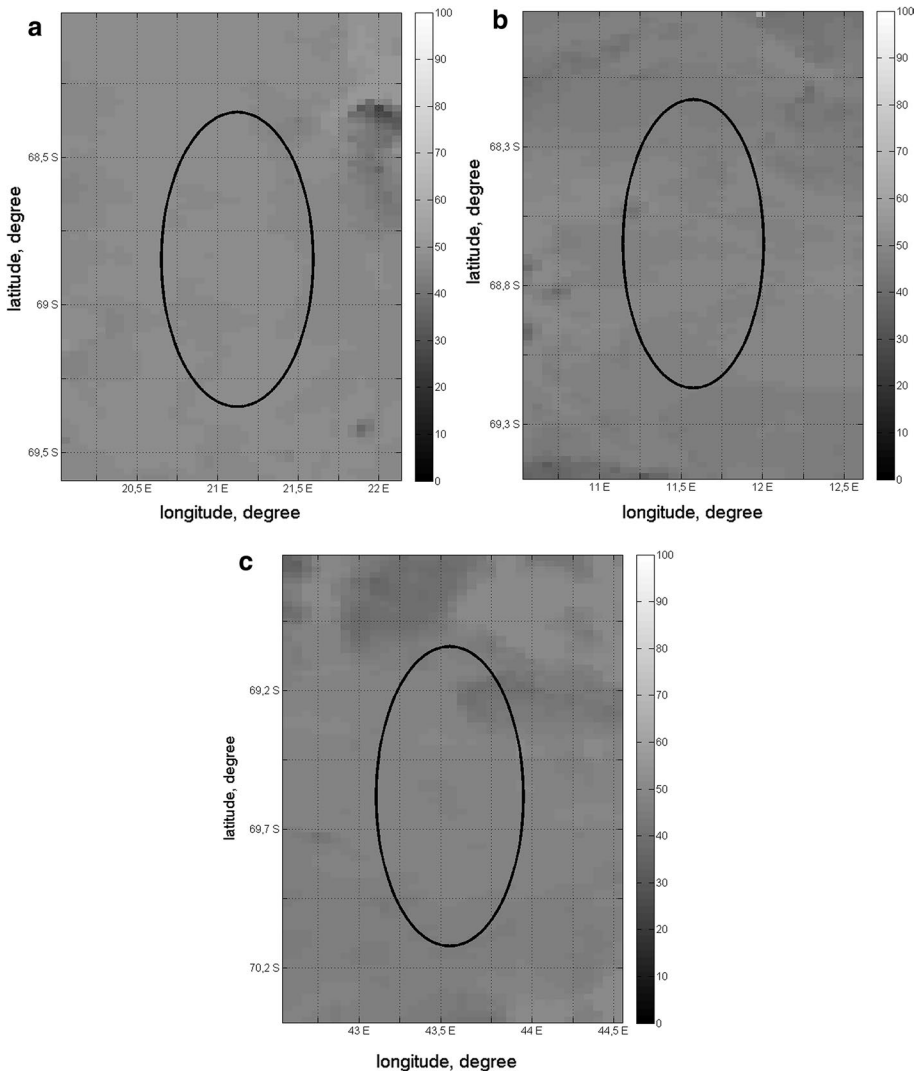 a
100
90
80
70
60
50
40
30
20
10
0
68,5 S
69 S
69,5 S
latitude, degree
20,5 E 21 E 21,5 E 22 E
longitude, degree
b
100
90
80
70
60
50
40
30
20
10
0
68,3 S
68,8 S
69,3 S
latitude, degree
11 E 11,5 E 12 E 12,5 E
longitude, degree
c
100
90
80
70
60
50
40
30
20
10
0
69,2 S
69,7 S
70,2 S
latitude, degree
43 E 43,5 E 44 E 44,5 E
longitude, degree